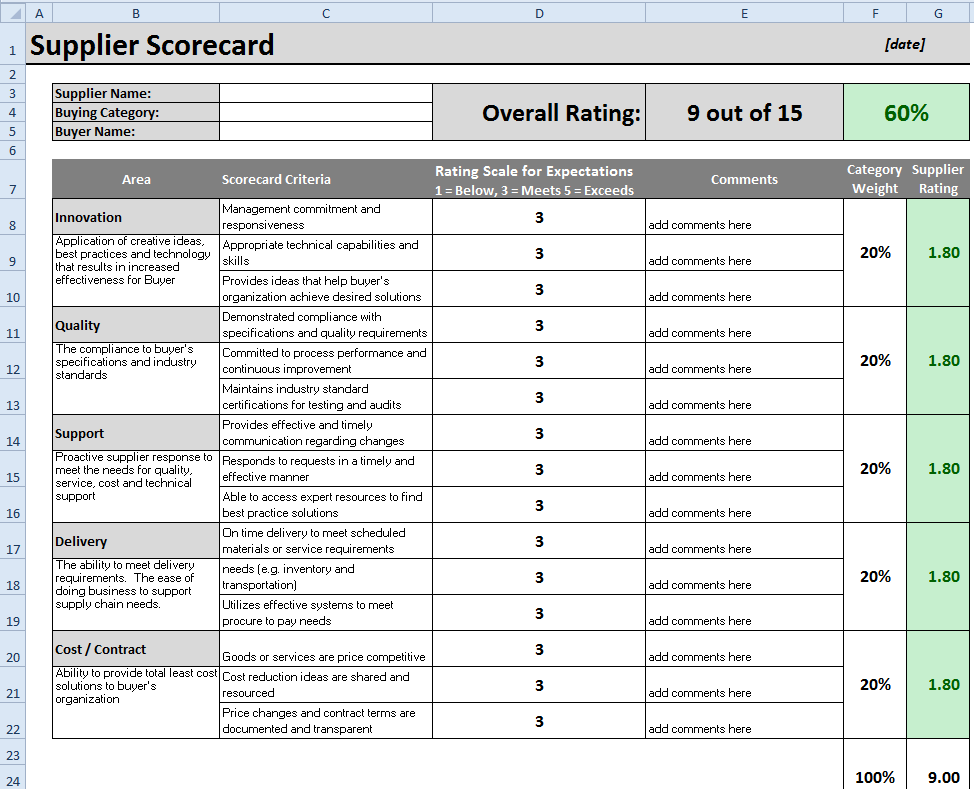 A B C D E F G
1 Supplier Scorecard [date]
2
3 Supplier Name:
4 Buying Category: Overall Rating: 9 out of 15 60%
5 Buyer Name:
6
7 Area Scorecard Criteria Rating Scale for Expectations Comments Category Supplier
1 = Below, 3 = Meets 5 = Exceeds Weight Rating
8 Innovation Management commitment and 3
responsiveness add comments here
9 Application of creative ideas, Appropriate technical capabilities and 3 20% 1.80
best practices and technology skills add comments here
that results in increased
effectiveness for Buyer
10 Provides ideas that help buyer's 3
organization achieve desired solutions add comments here
11 Quality Demonstrated compliance with 3
specifications and quality requirements add comments here
12 The compliance to buyer's Committed to process performance and 3 20% 1.80
specifications and industry continuous improvement add comments here
standards
13 Maintains industry standard 3
certifications for testing and audits add comments here
14 Support Provides effective and timely 3
communication regarding changes add comments here
15 Proactive supplier response to Responds to requests in a timely and 3 20% 1.80
meet the needs for quality, effective manner add comments here
service, cost and technical
support
16 Able to access expert resources to find 3
best practice solutions add comments here
17 Delivery On time delivery to meet scheduled 3
materials or service requirements add comments here
18 The ability to meet delivery needs (e.g. inventory and 3 20% 1.80
requirements. The ease of transportation) add comments here
doing business to support
supply chain needs.
19 Utilizes effective systems to meet 3
procure to pay needs add comments here
20 Cost / Contract 3
Goods or services are price competitive add comments here
21 Ability to provide total least cost Cost reduction ideas are shared and 3 20% 1.80
solutions to buyer's resourced add comments here
organization
22 Price changes and contract terms are 3
documented and transparent add comments here
23
24 100% 9.00